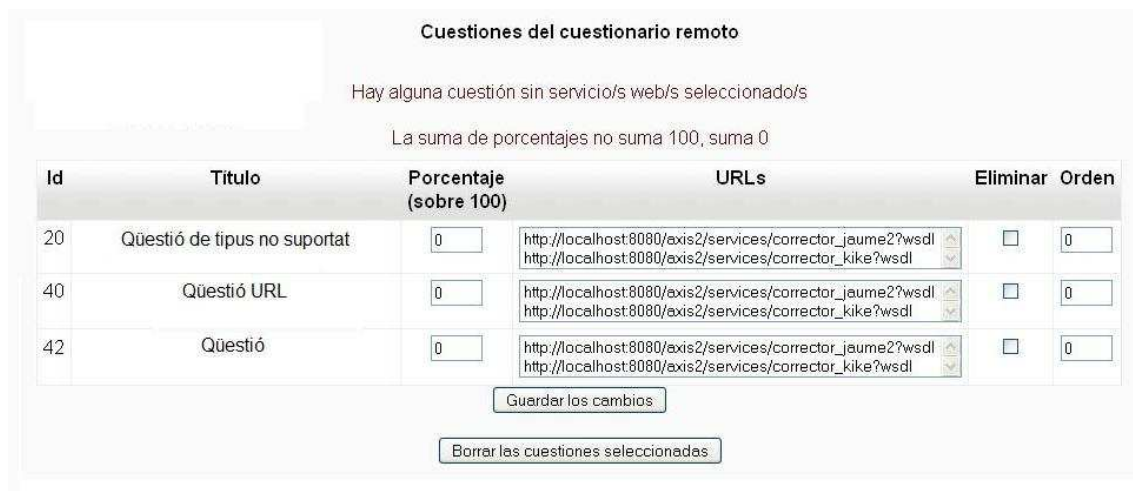 Cuestiones del cuestionario remoto
Hay alguna cuestión sin servicio/s web/s seleccionado/s
La suma de porcentajes no suma 100, suma 0
Id Título Porcentaje (sobre 100) URLs Eliminar Orden
20 Qüestió de tipus no suportat 0 http://localhost:8080/axis2/services/corrector_jaume2?wsdl 0
http://localhost:8080/axis2/services/corrector_kike?wsdl
40 Qüestió URL 0 http://localhost:8080/axis2/services/corrector_jaume2?wsdl 0
http://localhost:8080/axis2/services/corrector_kike?wsdl
42 Qüestió 0 http://localhost:8080/axis2/services/corrector_jaume2?wsdl 0
http://localhost:8080/axis2/services/corrector_kike?wsdl
Guardar los cambios
Borrar las cuestiones seleccionadas